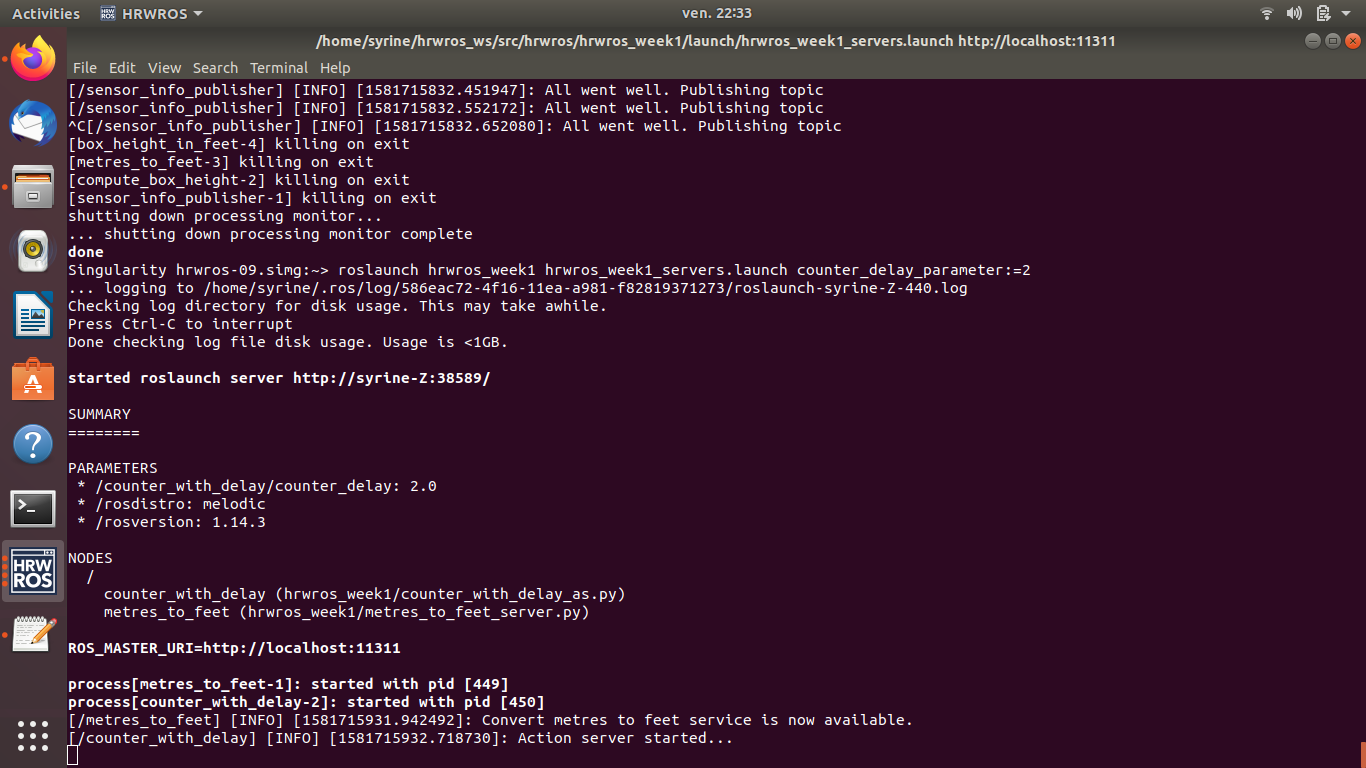 Activities HRWROS ven. 22:33
/home/syrine/hrwros_ws/src/hrwros/hrwros_week1/launch/hrwros_week1_servers.launch http://localhost:11311
File Edit View Search Terminal Help
[/sensor_info_publisher] [INFO] [1581715832.451947]: All went well. Publishing topic
[/sensor_info_publisher] [INFO] [1581715832.552172]: All went well. Publishing topic
^C[/sensor_info_publisher] [INFO] [1581715832.652080]: All went well. Publishing topic
[box_height_in_feet-4] killing on exit
[metres_to_feet-3] killing on exit
[compute_box_height-2] killing on exit
[sensor_info_publisher-1] killing on exit
shutting down processing monitor...
... shutting down processing monitor complete
done
Singularity hrwros-09.simg:~> roslaunch hrwros_week1 hrwros_week1_servers.launch counter_delay_parameter:=2
... logging to /home/syrine/.ros/log/586eac72-4f16-11ea-a981-f82819371273/roslaunch-syrine-Z-440.log
Checking log directory for disk usage. This may take awhile.
Press Ctrl-C to interrupt
Done checking log file disk usage. Usage is <1GB.
started roslaunch server http://syrine-Z:38589/
SUMMARY
========
PARAMETERS
* /counter_with_delay/counter_delay: 2.0
* /rosdistro: melodic
* /rosversion: 1.14.3
NODES
/
counter_with_delay (hrwros_week1/counter_with_delay_as.py)
metres_to_feet (hrwros_week1/metres_to_feet_server.py)
ROS_MASTER_URI=http://localhost:11311
process[metres_to_feet-1]: started with pid [449]
process[counter_with_delay-2]: started with pid [450]
[/metres_to_feet] [INFO] [1581715931.942492]: Convert metres to feet service is now available.
[/counter_with_delay] [INFO] [1581715932.718730]: Action server started...
HRW
ROS